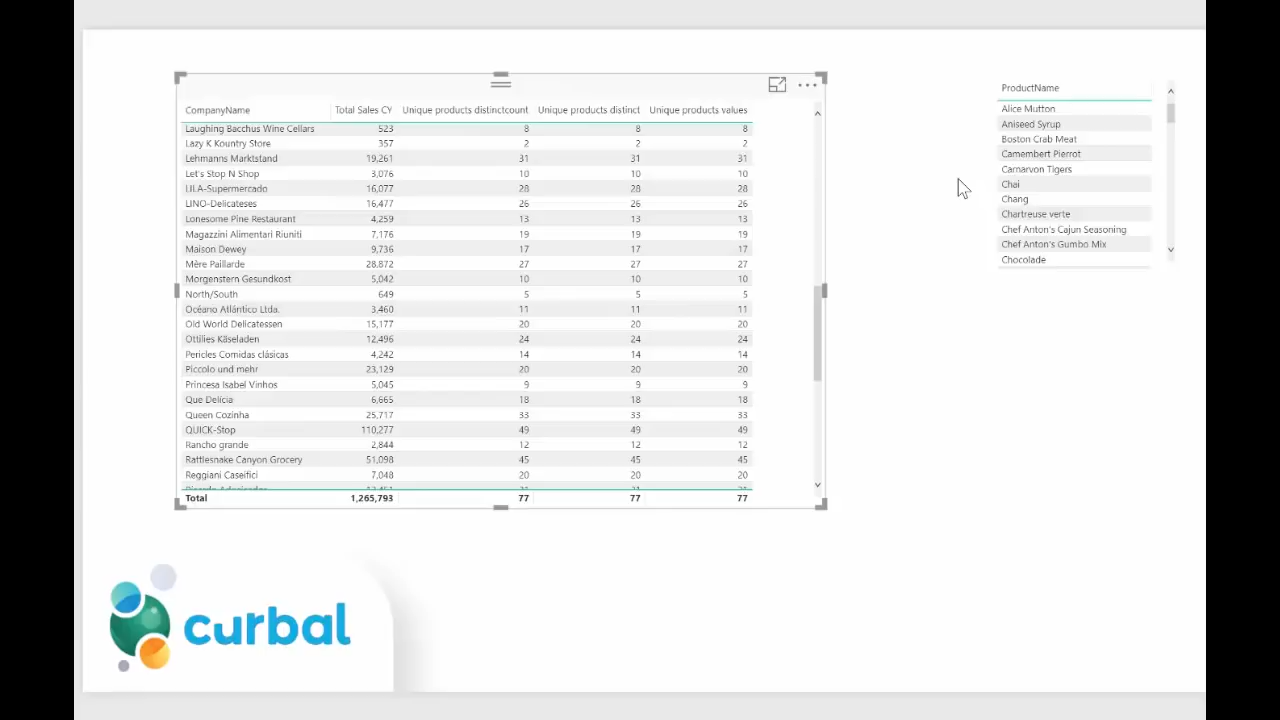 CompanyName Total Sales CY Unique products distinctcount Unique products distinct Unique products values
Laughing Bacchus Wine Cellars 523 8 8 8
Lazy K Kountry Store 357 2 2 2
Lehmanns Marktstand 19,261 31 31 31
Let's Stop N Shop 3,076 10 10 10
LILA-Supermercado 16,077 28 28 28
LINO-Delicateses 16,477 26 26 26
Lonesome Pine Restaurant 4,259 13 13 13
Magazzini Alimentari Riuniti 7,176 19 19 19
Maison Dewey 9,736 17 17 17
Mère Paillarde 28,872 27 27 27
Morgenstern Gesundkost 5,042 10 10 10
North/South 649 5 5 5
Océano Atlántico Ltda. 3,460 11 11 11
Old World Delicatessen 15,177 20 20 20
Ottilies Käseladen 12,496 24 24 24
Pericles Comidas clásicas 4,242 14 14 14
Piccolo und mehr 23,129 20 20 20
Princesa Isabel Vinhos 5,045 9 9 9
Que Delícia 6,665 18 18 18
Queen Cozinha 25,717 33 33 33
QUICK-Stop 110,277 49 49 49
Rancho grande 2,844 12 12 12
Rattlesnake Canyon Grocery 51,098 45 45 45
Reggiani Caseifici 7,048 20 20 20
Total 1,265,793 77 77 77
ProductName
Alice Mutton
Aniseed Syrup
Boston Crab Meat
Camembert Pierrot
Carnarvon Tigers
Chai
Chang
Chartreuse verte
Chef Anton's Cajun Seasoning
Chef Anton's Gumbo Mix
Chocolade
curbal